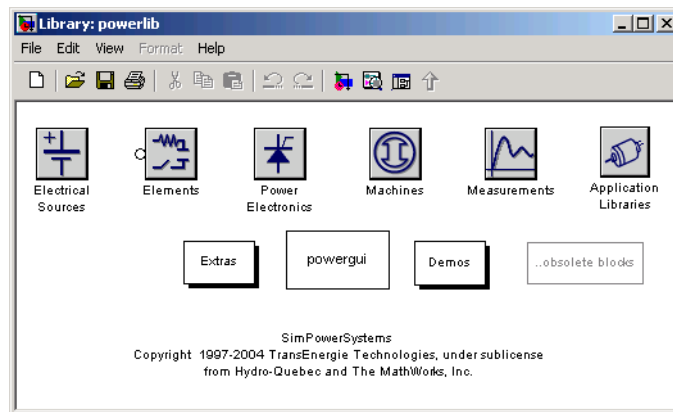 Library: powerlib
File Edit View Format Help
Electrical Sources
Elements
Power Electronics
Machines
Measurements
Application Libraries
Extras
powergui
Demos
..obsolete blocks
SimPowerSystems
Copyright 1997-2004 TransEnergie Technologies, under sublicense
from Hydro-Quebec and The MathWorks, Inc.